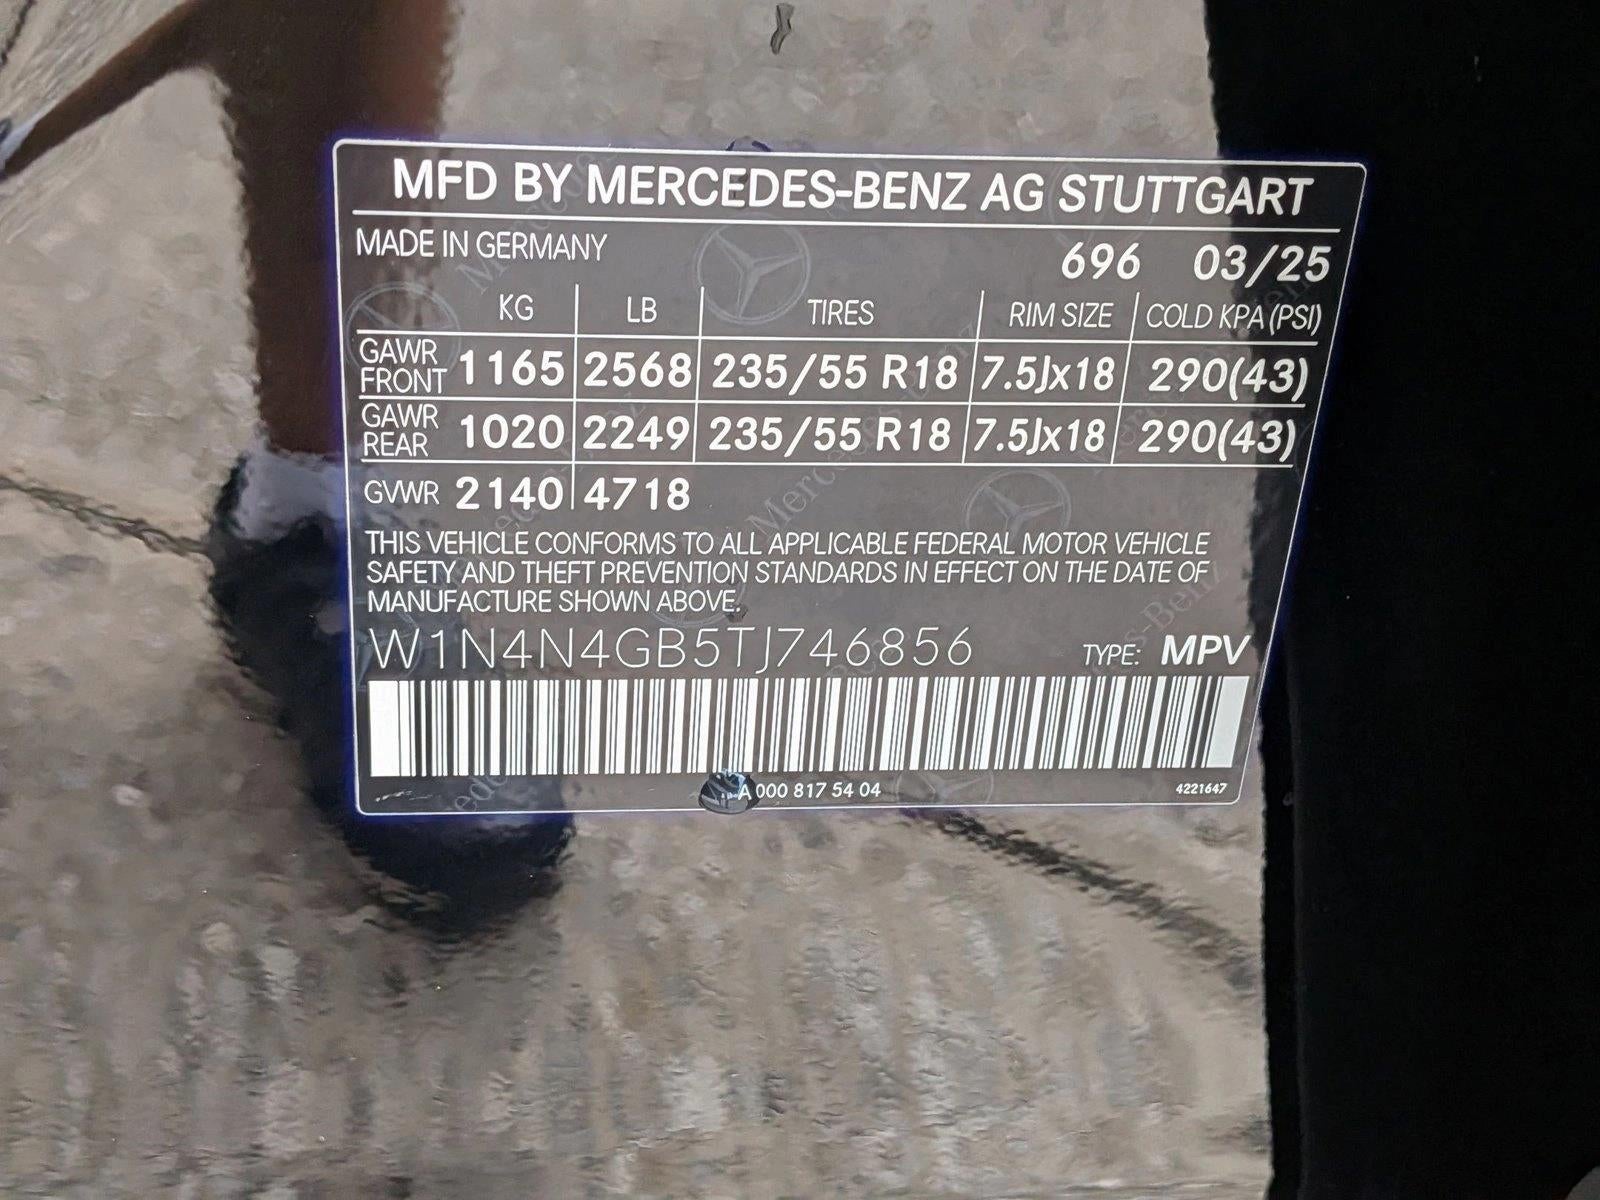 MFD BY MERCEDES-BENZ AG STUTTGART
MADE IN GERMANY 696 03/25
KG LB TIRES RIM SIZE COLD KPA (PSI)
GAWR FRONT 1165 2568 235/55 R18 7.5Jx18 290(43)
GAWR REAR 1020 2249 235/55 R18 7.5Jx18 290(43)
GVWR 2140 4718
THIS VEHICLE CONFORMS TO ALL APPLICABLE FEDERAL MOTOR VEHICLE
SAFETY AND THEFT PREVENTION STANDARDS IN EFFECT ON THE DATE OF
MANUFACTURE SHOWN ABOVE.
W1N4N4GB5TJ746856 TYPE: MPV
A 000 817 54 04 4221647